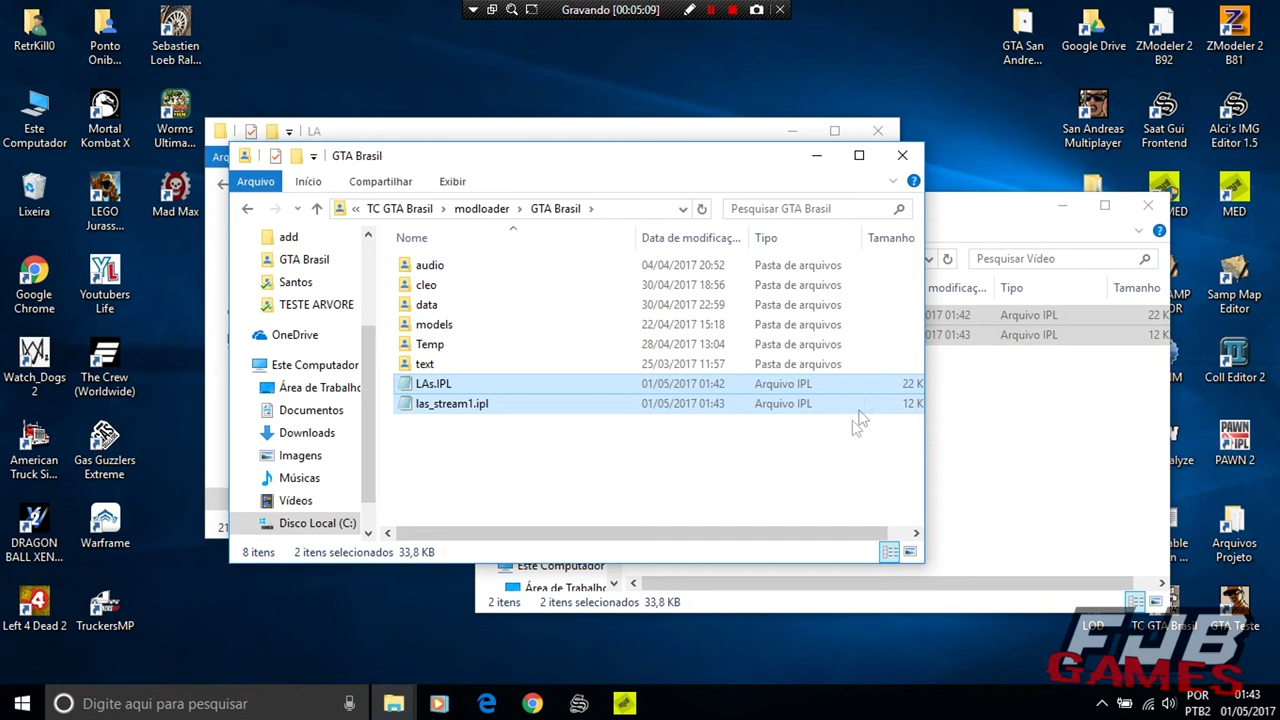 Gravando [00:05:09]
RetrKill0
Ponto
Onib...
Sebastien
Loeb Ral...
Este
Computador
Mortal
Kombat X
Worms
Ultima...
Lixeira
LEGO
Jurass...
Mad Max
Google
Chrome
Youtubers
Life
Watch_Dogs
2
The Crew
(Worldwide)
American
Truck Si...
Gas Guzzlers
Extreme
DRAGON
BALL XEN...
Warframe
Left 4 Dead 2
TruckersMP
GTA San
Andre...
Google Drive
ZModeler 2
B92
ZModeler 2
B81
San Andreas
Multiplayer
Saat Gui
Frontend
Alci's IMG
Editor 1.5
MED
MED
Samp Map
Editor
Coll Editor 2
PAWN 2
Arquivos
Projeto
LOD
TC GTA Brasil
GTA Teste
LA
GTA Brasil
Arquivo
Início
Compartilhar
Exibir
« TC GTA Brasil > modloader > GTA Brasil >
Pesquisar GTA Brasil
add
GTA Brasil
Santos
TESTE ARVORE
OneDrive
Este Computador
Área de Trabalho
Documentos
Downloads
Imagens
Músicas
Vídeos
Disco Local (C:)
Nome Data de modificaç... Tipo Tamanho
audio 04/04/2017 20:52 Pasta de arquivos
cleo 30/04/2017 18:56 Pasta de arquivos
data 30/04/2017 22:59 Pasta de arquivos
models 22/04/2017 15:18 Pasta de arquivos
Temp 28/04/2017 13:04 Pasta de arquivos
text 25/03/2017 11:57 Pasta de arquivos
LAs.IPL 01/05/2017 01:42 Arquivo IPL 22 K
las_stream1.ipl 01/05/2017 01:43 Arquivo IPL 12 K
8 itens 2 itens selecionados 33,8 KB
Pesquisar Vídeo
modificaç... Tipo Tamanho
2017 01:42 Arquivo IPL 22 K
2017 01:43 Arquivo IPL 12 K
Este Computador
Área de Trabalho
2 itens 2 itens selecionados 33,8 KB
FJB
GAMES
Digite aqui para pesquisar
POR
PTB2
01:43
01/05/2017